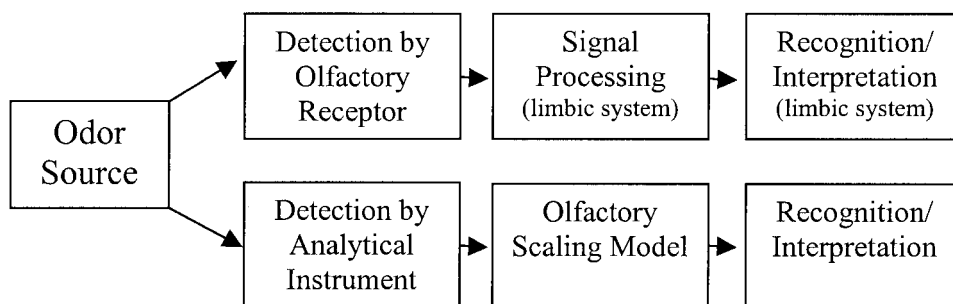 Odor
Source
Detection by
Olfactory
Receptor
Signal
Processing
(limbic system)
Recognition/
Interpretation
(limbic system)
Detection by
Analytical
Instrument
Olfactory
Scaling Model
Recognition/
Interpretation